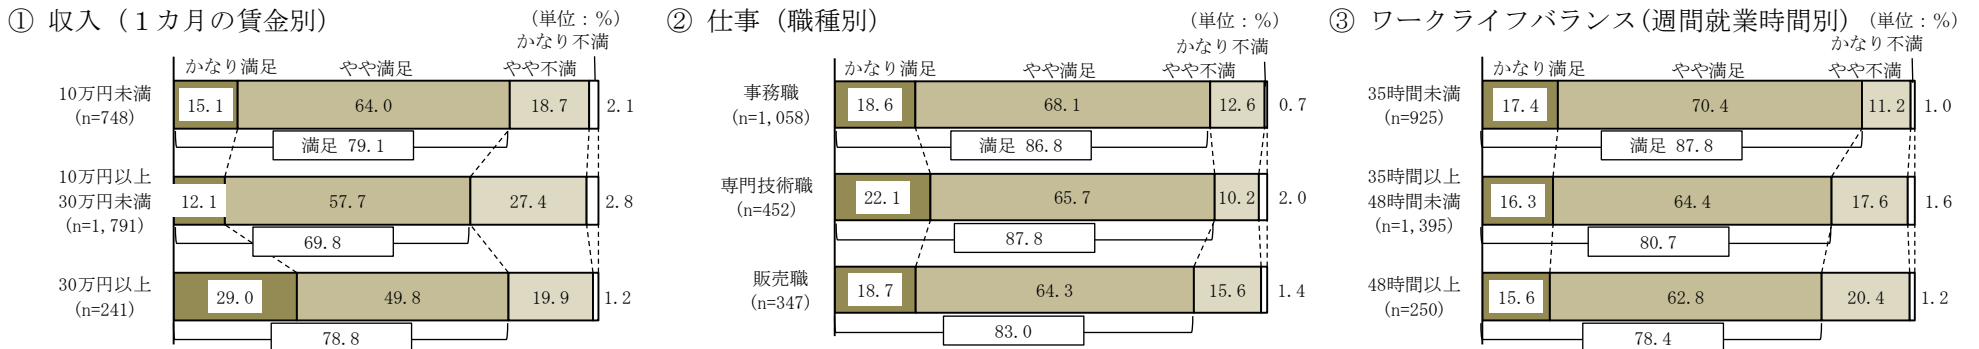 ① 収入（１カ月の賃金別）
（単位：%）
かなり満足
やや満足
やや不満
かなり不満
10万円未満
(n=748)
15.1
64.0
18.7
2.1
満足 79.1
10万円以上
30万円未満
(n=1,791)
12.1
57.7
27.4
2.8
69.8
30万円以上
(n=241)
29.0
49.8
19.9
1.2
78.8
② 仕事（職種別）
（単位：%）
かなり満足
やや満足
やや不満
かなり不満
事務職
(n=1,058)
18.6
68.1
12.6
0.7
満足 86.8
専門技術職
(n=452)
22.1
65.7
10.2
2.0
87.8
販売職
(n=347)
18.7
64.3
15.6
1.4
83.0
③ ワークライフバランス(週間就業時間別)
（単位：%）
かなり満足
やや満足
やや不満
かなり不満
35時間未満
(n=925)
17.4
70.4
11.2
1.0
満足 87.8
35時間以上
48時間未満
(n=1,395)
16.3
64.4
17.6
1.6
80.7
48時間以上
(n=250)
15.6
62.8
20.4
1.2
78.4